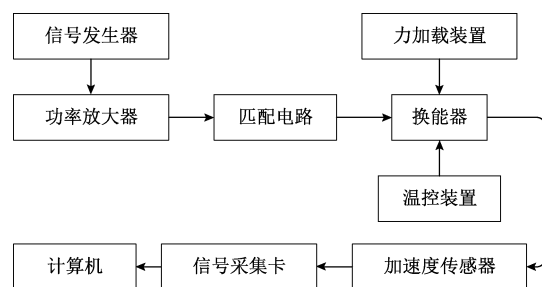 信号发生器
力加载装置
功率放大器
匹配电路
换能器
温控装置
计算机
信号采集卡
加速度传感器